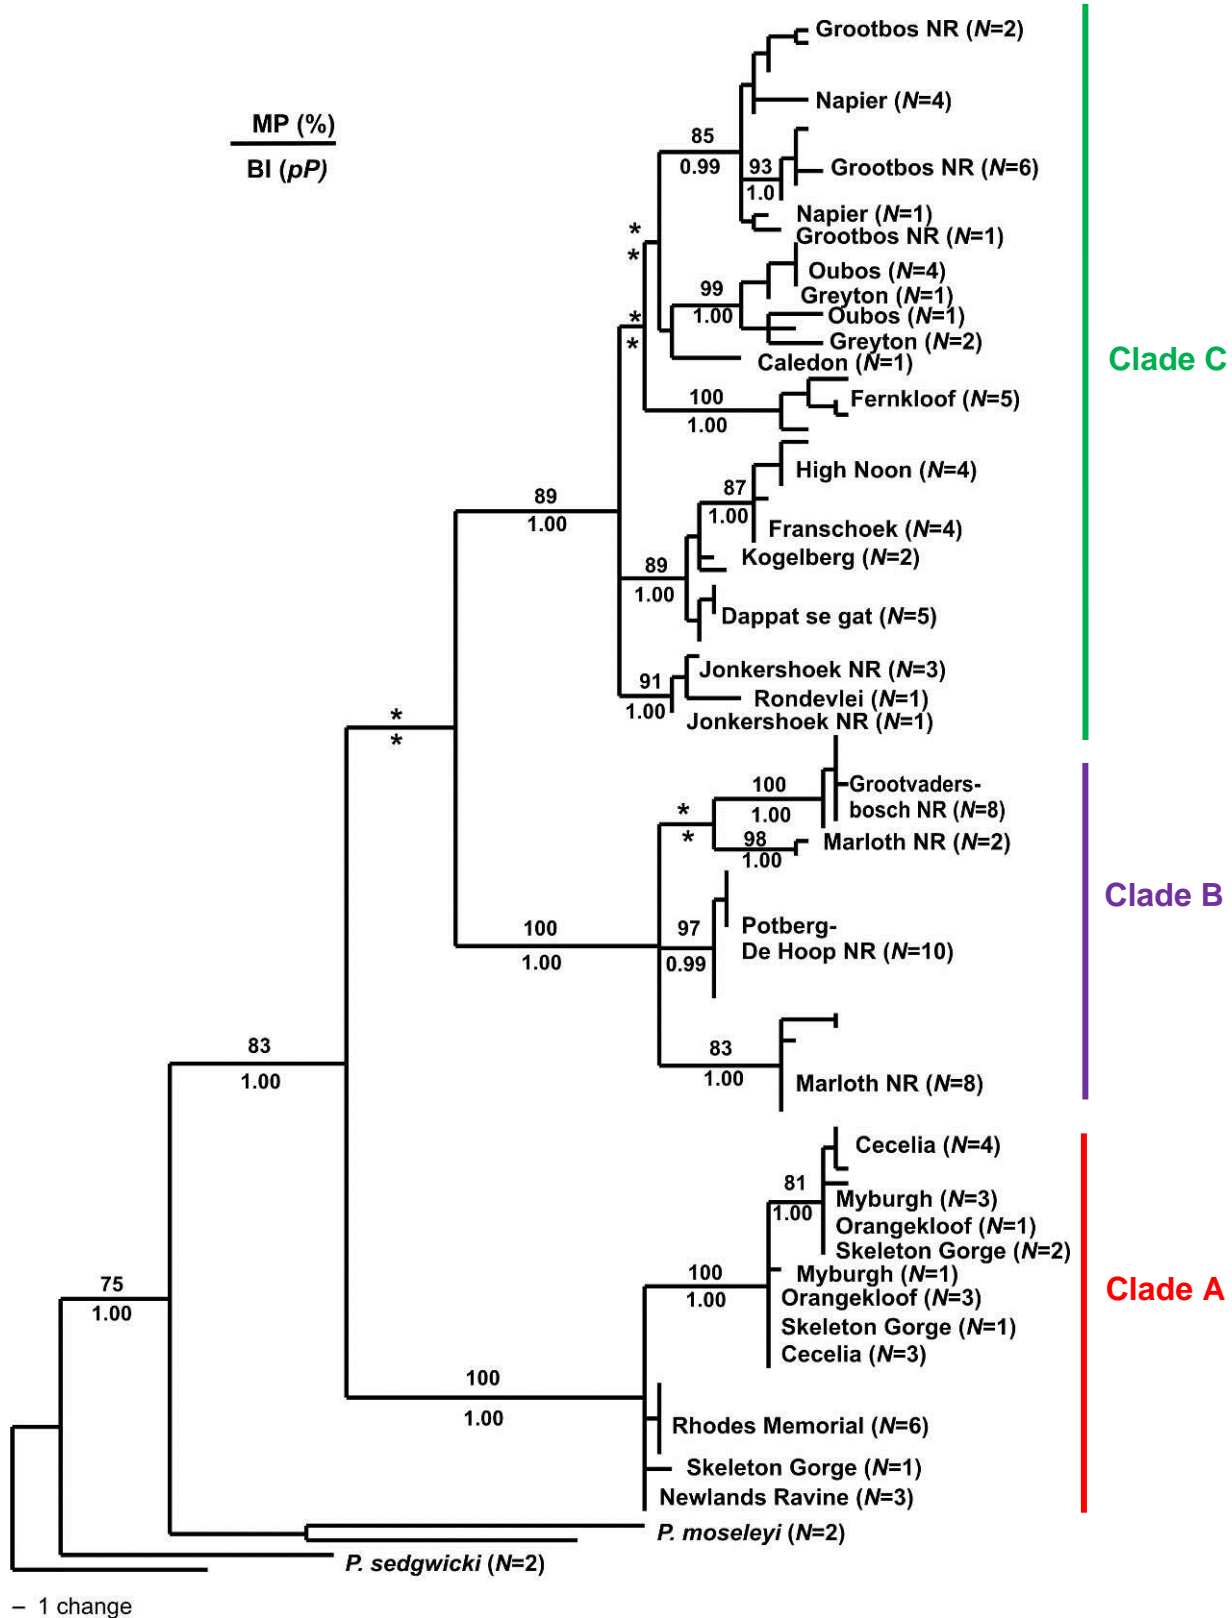 Grootbos NR (N=2)
MP (%)
BI (pP)
Napier (N=4)
85
0.99
93
1.0
Grootbos NR (N=6)
Napier (N=1)
Grootbos NR (N=1)
*
*
Oubos (N=4)
99
1.00
Greyton (N=1)
Oubos (N=1)
*
*
Greyton (N=2)
Caledon (N=1)
Clade C
100
1.00
Fernkloof (N=5)
High Noon (N=4)
87
1.00
89
1.00
Franschoek (N=4)
Kogelberg (N=2)
89
1.00
Dappat se gat (N=5)
Jonkershoek NR (N=3)
91
1.00
Rondevlei (N=1)
Jonkershoek NR (N=1)
*
*
100
1.00
Grootvaders-
bosch NR (N=8)
*
*
98
1.00
Marloth NR (N=2)
Clade B
100
1.00
97
0.99
Potberg-
De Hoop NR (N=10)
83
1.00
83
1.00
Marloth NR (N=8)
Cecelia (N=4)
81
1.00
Myburgh (N=3)
Orangekloof (N=1)
Skeleton Gorge (N=2)
100
1.00
Myburgh (N=1)
Orangekloof (N=3)
Skeleton Gorge (N=1)
Cecelia (N=3)
Clade A
75
1.00
100
1.00
Rhodes Memorial (N=6)
Skeleton Gorge (N=1)
Newlands Ravine (N=3)
P. moseleyi (N=2)
P. sedgwicki (N=2)
– 1 change